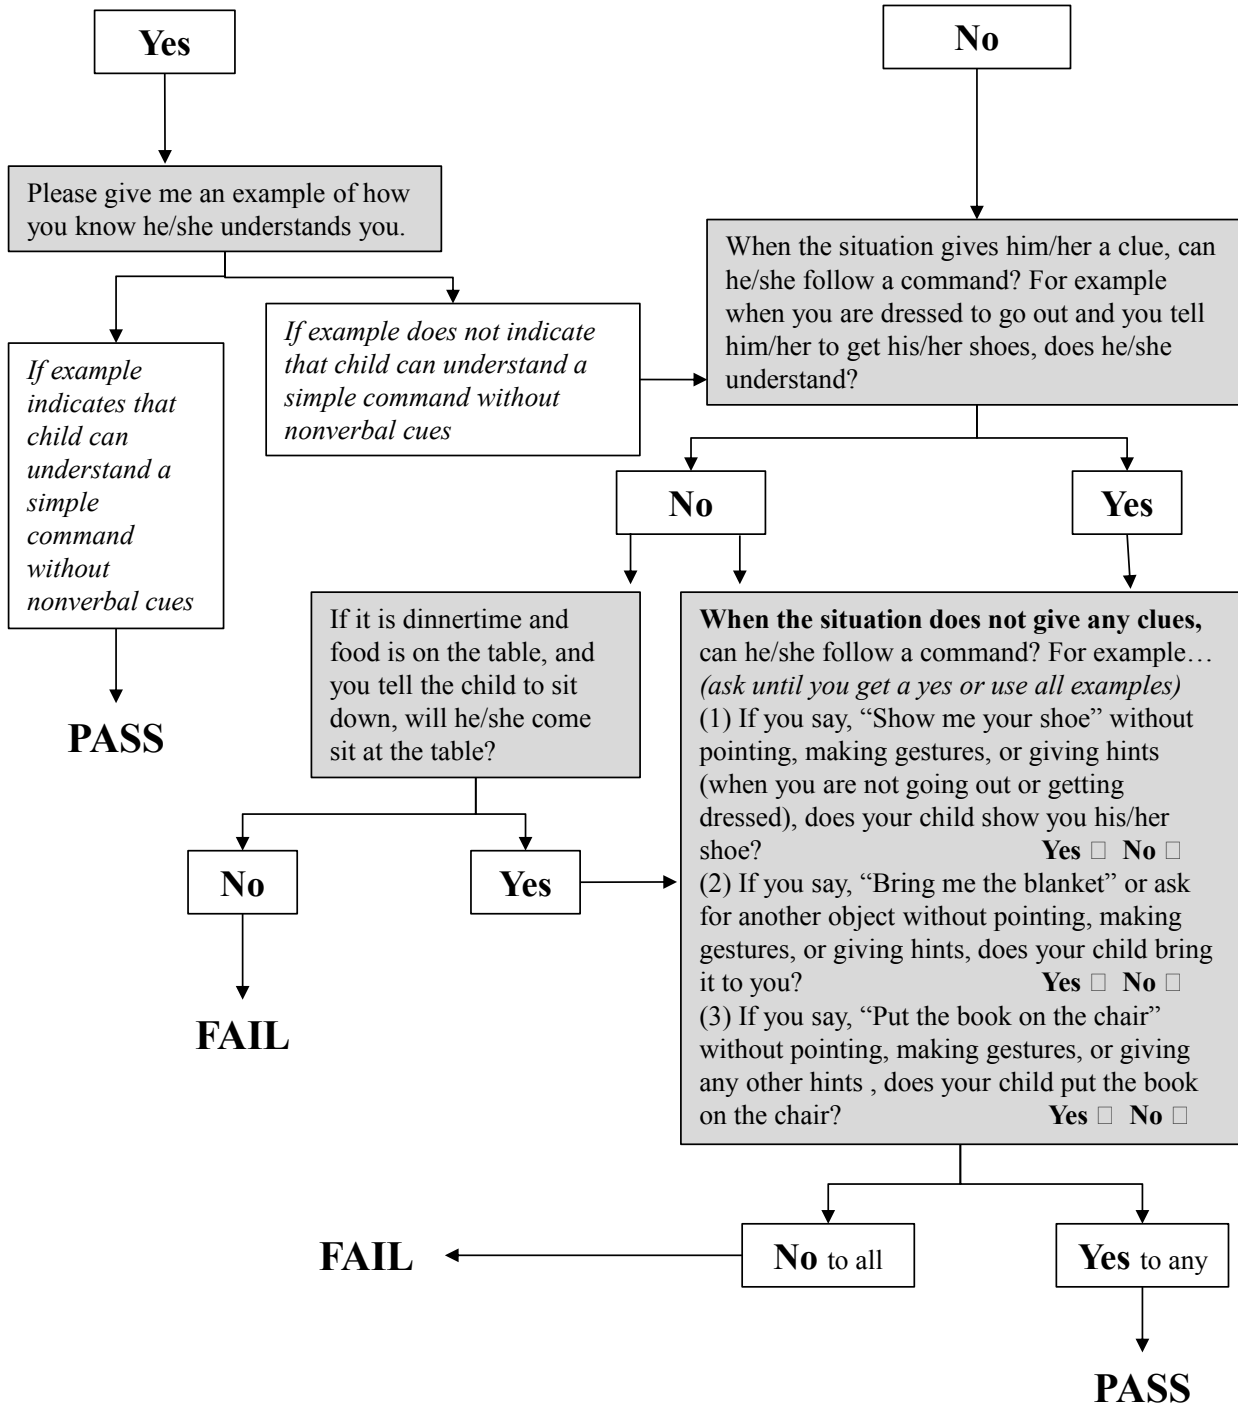 Yes
No
Please give me an example of how
you know he/she understands you.
When the situation gives him/her a clue, can
he/she follow a command? For example
when you are dressed to go out and you tell
him/her to get his/her shoes, does he/she
understand?
If example
indicates that
child can
understand a
simple
command
without
nonverbal cues
If example does not indicate
that child can understand a
simple command without
nonverbal cues
No
Yes
PASS
If it is dinnertime and
food is on the table, and
you tell the child to sit
down, will he/she come
sit at the table?
When the situation does not give any clues,
can he/she follow a command? For example…
(ask until you get a yes or use all examples)
(1) If you say, “Show me your shoe” without
pointing, making gestures, or giving hints
(when you are not going out or getting
dressed), does your child show you his/her
shoe? Yes □ No □
(2) If you say, “Bring me the blanket” or ask
for another object without pointing, making
gestures, or giving hints, does your child bring
it to you? Yes □ No □
(3) If you say, “Put the book on the chair”
without pointing, making gestures, or giving
any other hints , does your child put the book
on the chair? Yes □ No □
No
Yes
FAIL
FAIL
No to all
Yes to any
PASS